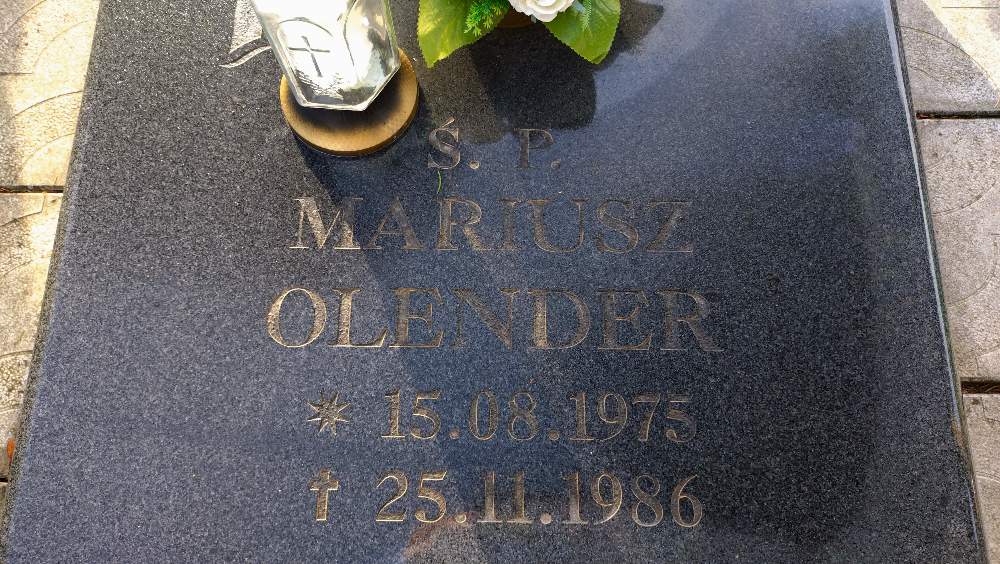 Ś. P.
MARIUSZ
OLENDER
* 15.08.1975
✝ 25.11.1986